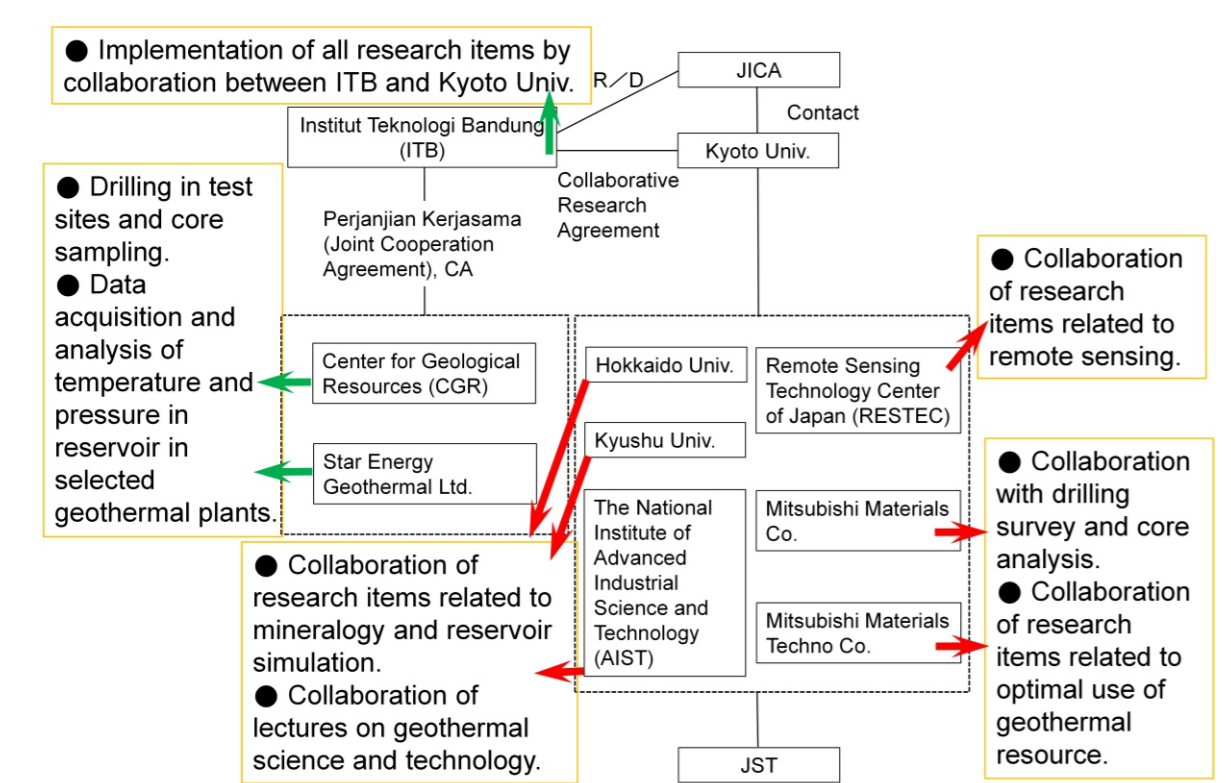 ● Implementation of all research items by
collaboration between ITB and Kyoto Univ.
R／D
JICA
Contact
Institut Teknologi Bandung
(ITB)
Kyoto Univ.
Collaborative
Research
Agreement
Perjanjian Kerjasama
(Joint Cooperation
Agreement), CA
● Drilling in test
sites and core
sampling.
● Data
acquisition and
analysis of
temperature and
pressure in
reservoir in
selected
geothermal plants.
Center for Geological
Resources (CGR)
Star Energy
Geothermal Ltd.
Hokkaido Univ.
Kyushu Univ.
The National
Institute of
Advanced
Industrial
Science and
Technology
(AIST)
Remote Sensing
Technology Center
of Japan (RESTEC)
Mitsubishi Materials
Co.
Mitsubishi Materials
Techno Co.
● Collaboration
of research
items related to
remote sensing.
● Collaboration
with drilling
survey and core
analysis.
● Collaboration
of research
items related to
optimal use of
geothermal
resource.
● Collaboration of
research items related to
mineralogy and reservoir
simulation.
● Collaboration of
lectures on geothermal
science and technology.
JST